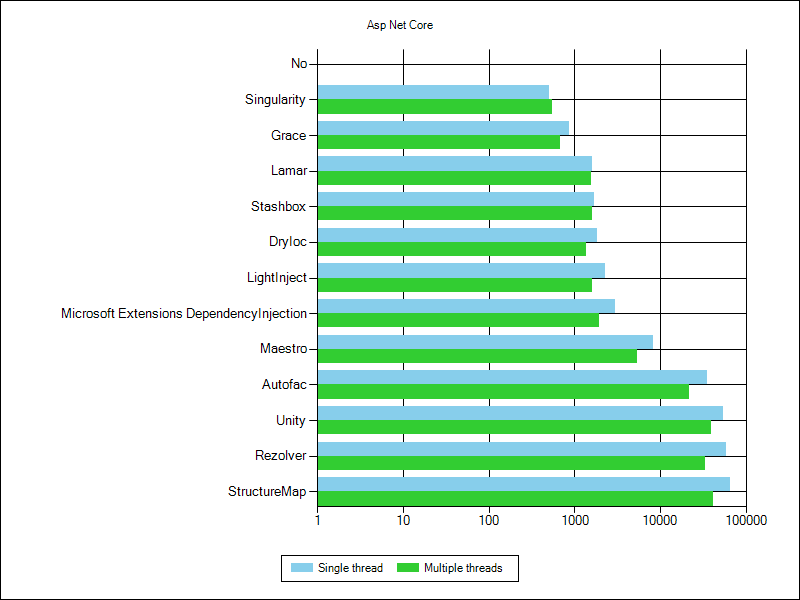 Asp Net Core
No
Singularity
Grace
Lamar
Stashbox
DryIoc
LightInject
Microsoft Extensions DependencyInjection
Maestro
Autofac
Unity
Rezolver
StructureMap
1 10 100 1000 10000 100000
Single thread Multiple threads